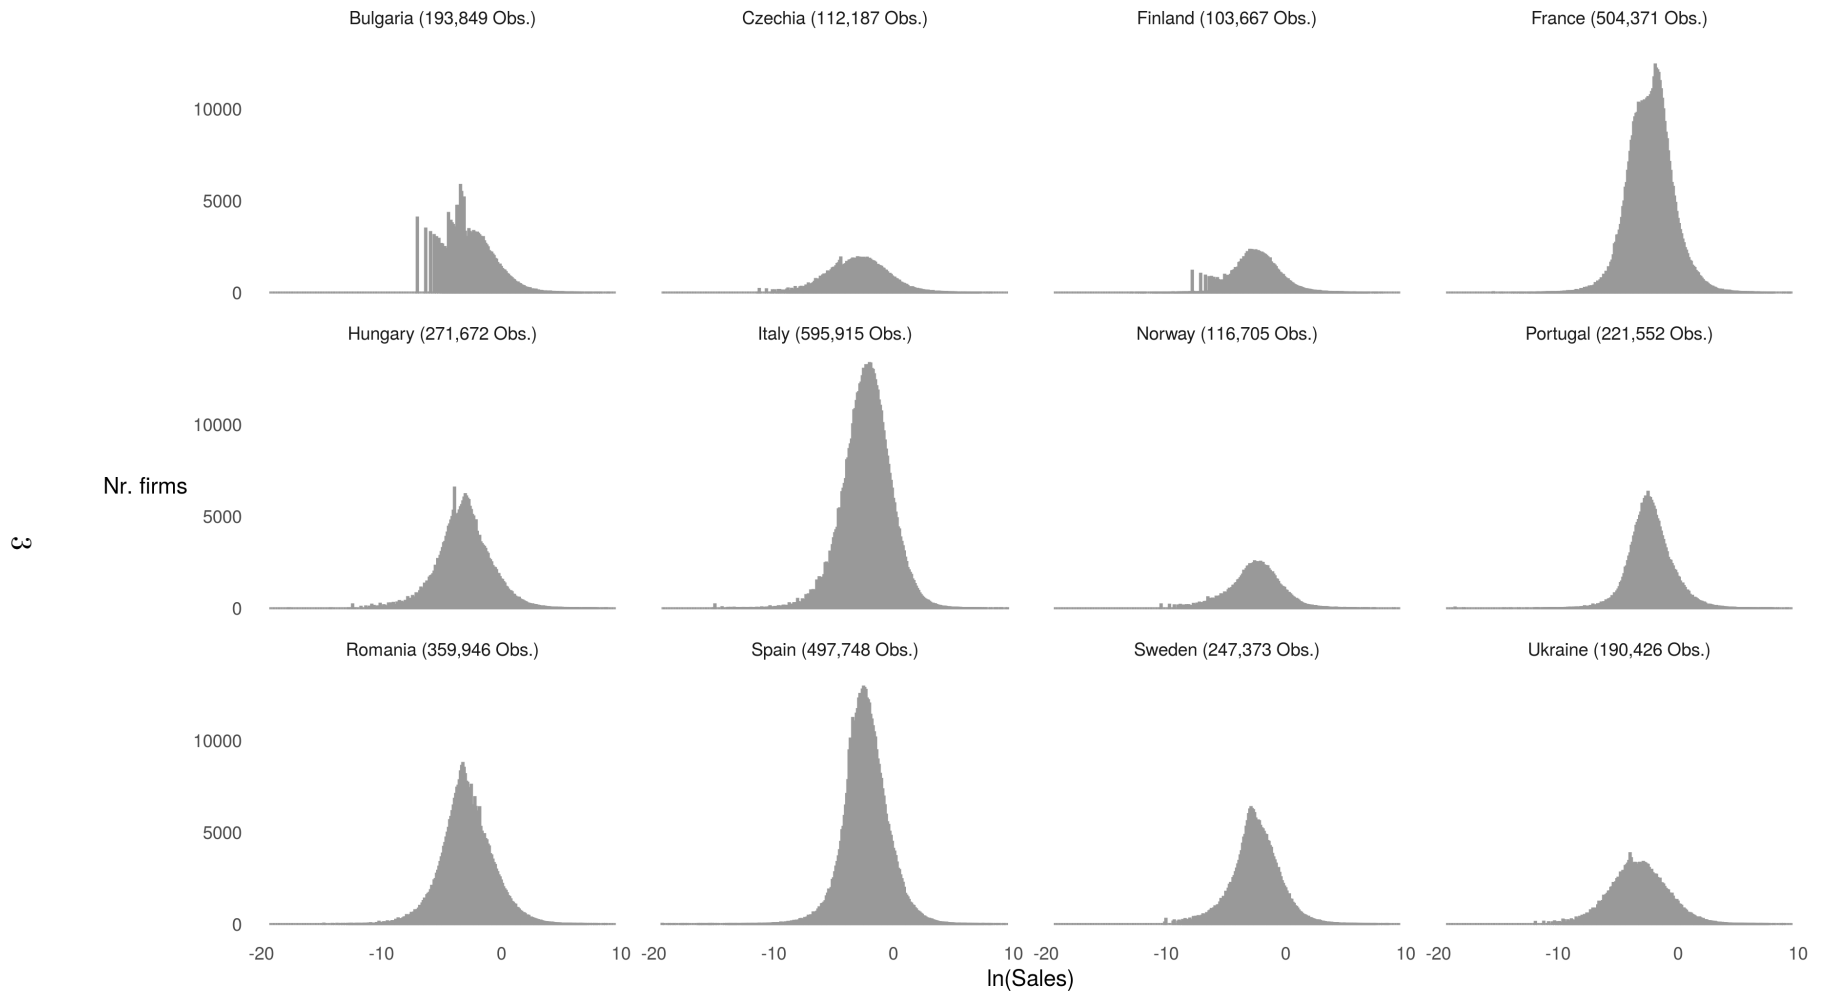 Bulgaria (193,849 Obs.)
Czechia (112,187 Obs.)
Finland (103,667 Obs.)
France (504,371 Obs.)
10000
5000
0
Hungary (271,672 Obs.)
Italy (595,915 Obs.)
Norway (116,705 Obs.)
Portugal (221,552 Obs.)
10000
Nr. firms
5000
3
0
Romania (359,946 Obs.)
Spain (497,748 Obs.)
Sweden (247,373 Obs.)
Ukraine (190,426 Obs.)
10000
5000
0
-20 -10 0 10 -20 -10 0 10 -20 -10 0 10 -20 -10 0 10
ln(Sales)